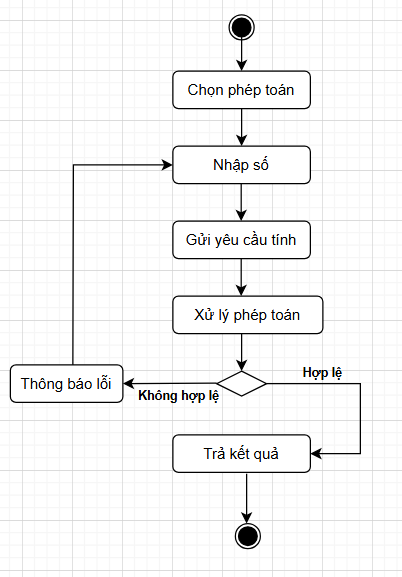 Chọn phép toán
Nhập số
Gửi yêu cầu tính
Xử lý phép toán
Hợp lệ
Thông báo lỗi
Không hợp lệ
Trả kết quả